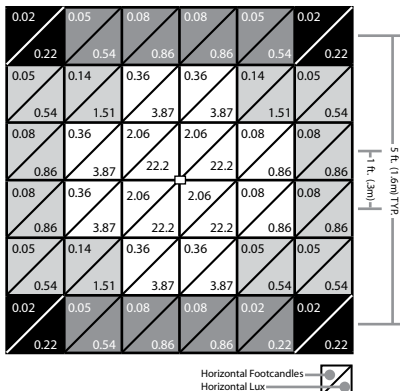 0.02 0.05 0.08 0.08 0.05 0.02
0.22 0.54 0.86 0.86 0.54 0.22
0.05 0.14 0.36 0.36 0.14 0.05
0.54 1.51 3.87 3.87 1.51 0.54
0.08 0.36 2.06 2.06 0.08 0.08
0.86 3.87 22.2 22.2 0.86 0.86
0.08 0.36 2.06 2.06 0.08 0.08
0.86 3.87 22.2 22.2 0.86 0.86
0.05 0.14 0.36 0.36 0.05 0.05
0.54 1.51 3.87 3.87 0.54 0.54
0.02 0.05 0.08 0.08 0.02 0.02
0.22 0.54 0.86 0.86 0.22 0.22
1 ft. (.3m)
5 ft. (1.6m) TYP.
Horizontal Footcandles
Horizontal Lux